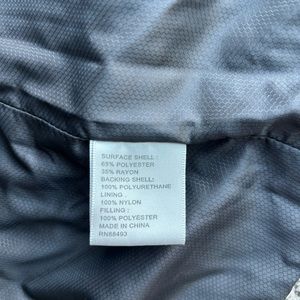 SURFACE SHELL :
65% POLYESTER
35% RAYON
BACKING SHELL:
100% POLYURETHANE
LINING :
100% NYLON
FILLING :
100% POLYESTER
MADE IN CHINA
RN88493